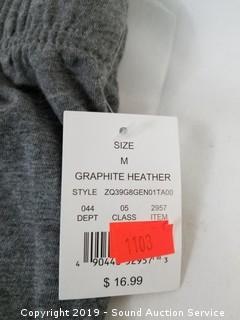 SIZE
M
GRAPHITE HEATHER
STYLE ZQ39G8GEN01TA00
044 05 2957
DEPT CLASS ITEM
1103
$ 16.99
Copyright 2019 - Sound Auction Service